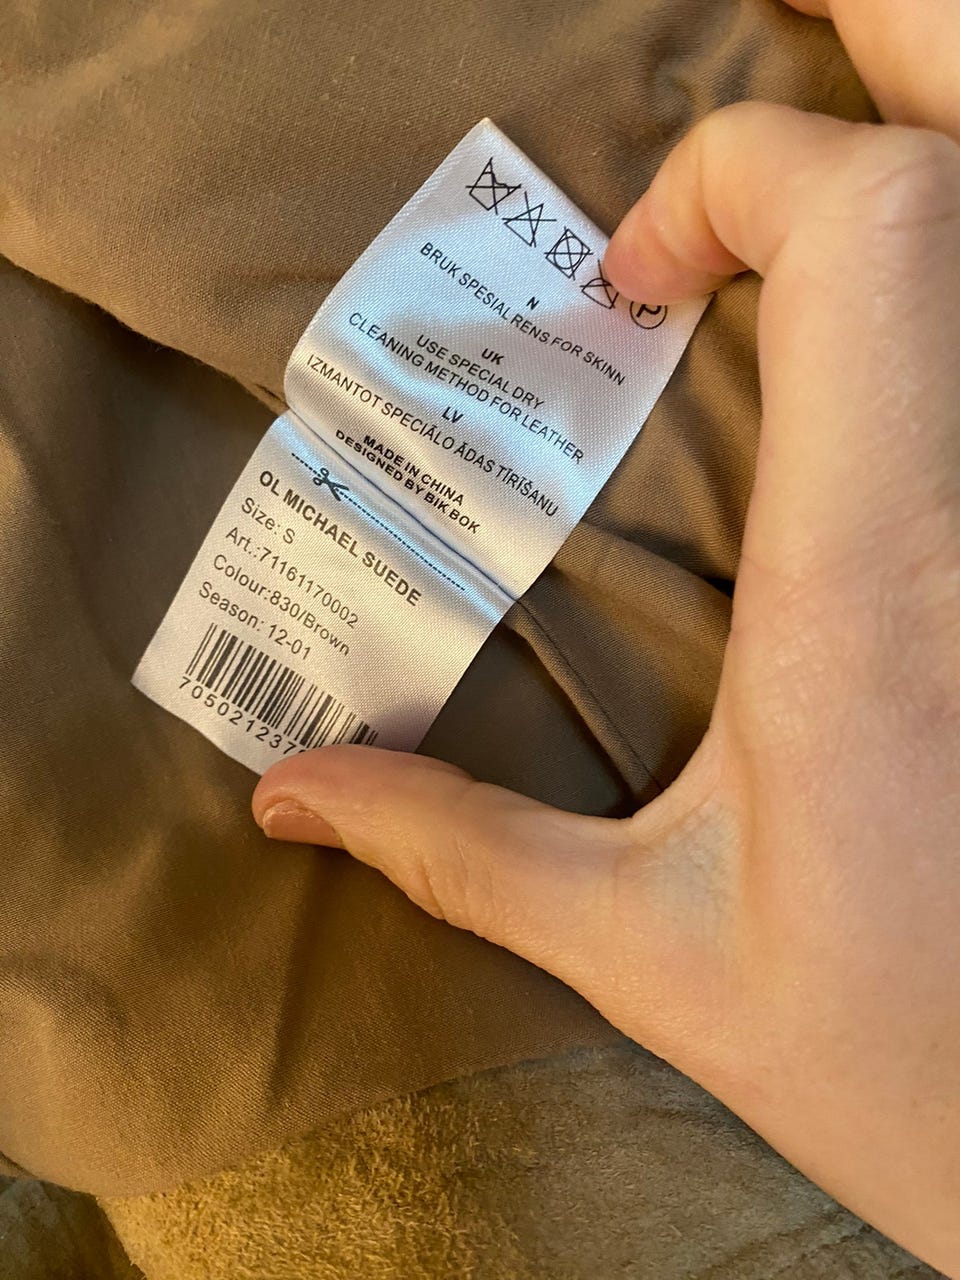 P
N
BRUK SPESIAL RENS FOR SKINN
UK
USE SPECIAL DRY
CLEANING METHOD FOR LEATHER
LV
IZMANTOT SPECIĀLO ĀDAS TĪRĪŠANU
MADE IN CHINA
DESIGNED BY BIK BOK
OL MICHAEL SUEDE
Size: S
Art.:71161170002
Colour:830/Brown
Season: 12-01
705021237